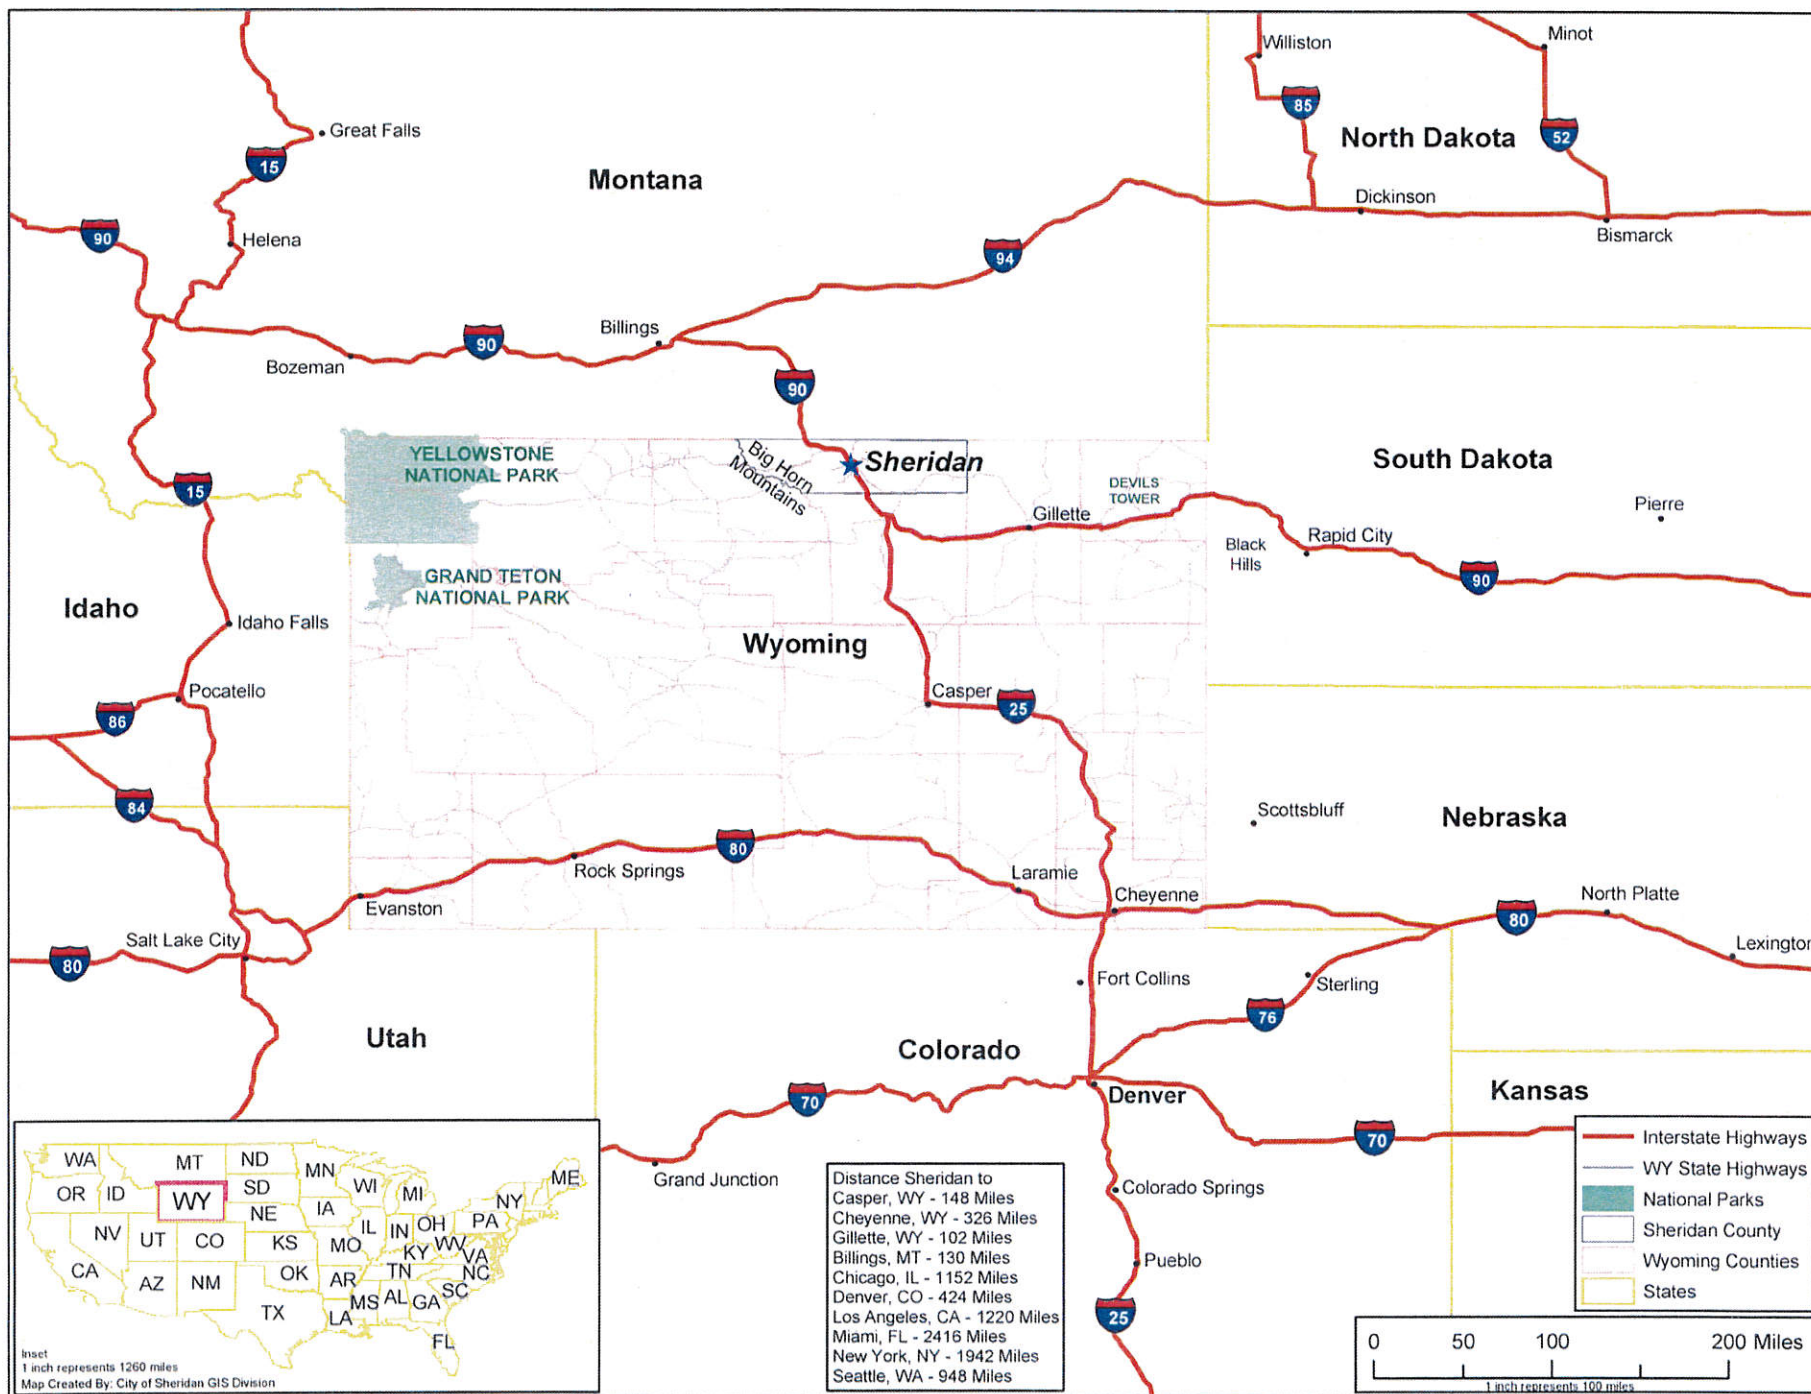 Williston
Minot
85
52
North Dakota
Great Falls
15
Montana
Dickinson
90
Helena
94
Bismarck
Billings
90
Bozeman
90
YELLOWSTONE
NATIONAL PARK
Big Horn
Mountains
Sheridan
South Dakota
DEVILS
TOWER
15
Gillette
Pierre
Black
Hills
Rapid City
90
GRAND TETON
NATIONAL PARK
Idaho
Idaho Falls
Wyoming
Pocatello
Casper
25
86
84
Scottsbluff
Nebraska
80
Rock Springs
Laramie
Evanston
Cheyenne
North Platte
80
Salt Lake City
80
Lexington
Fort Collins
Sterling
76
Utah
Colorado
Denver
Kansas
70
70
Grand Junction
Colorado Springs
Pueblo
25
WA
MT
ND
MN
ME
OR
ID
WY
SD
WI
MI
NY
NE
IA
NV
UT
CO
KS
MO
IL
IN
OH
PA
KY
WV
VA
CA
AZ
NM
OK
AR
TN
NC
TX
LA
MS
AL
GA
SC
FL
Inset
1 inch represents 1260 miles
Map Created By: City of Sheridan GIS Division
Distance Sheridan to
Casper, WY - 148 Miles
Cheyenne, WY - 326 Miles
Gillette, WY - 102 Miles
Billings, MT - 130 Miles
Chicago, IL - 1152 Miles
Denver, CO - 424 Miles
Los Angeles, CA - 1220 Miles
Miami, FL - 2416 Miles
New York, NY - 1942 Miles
Seattle, WA - 948 Miles
Interstate Highways
WY State Highways
National Parks
Sheridan County
Wyoming Counties
States
0 50 100 200 Miles
1 inch represents 100 miles